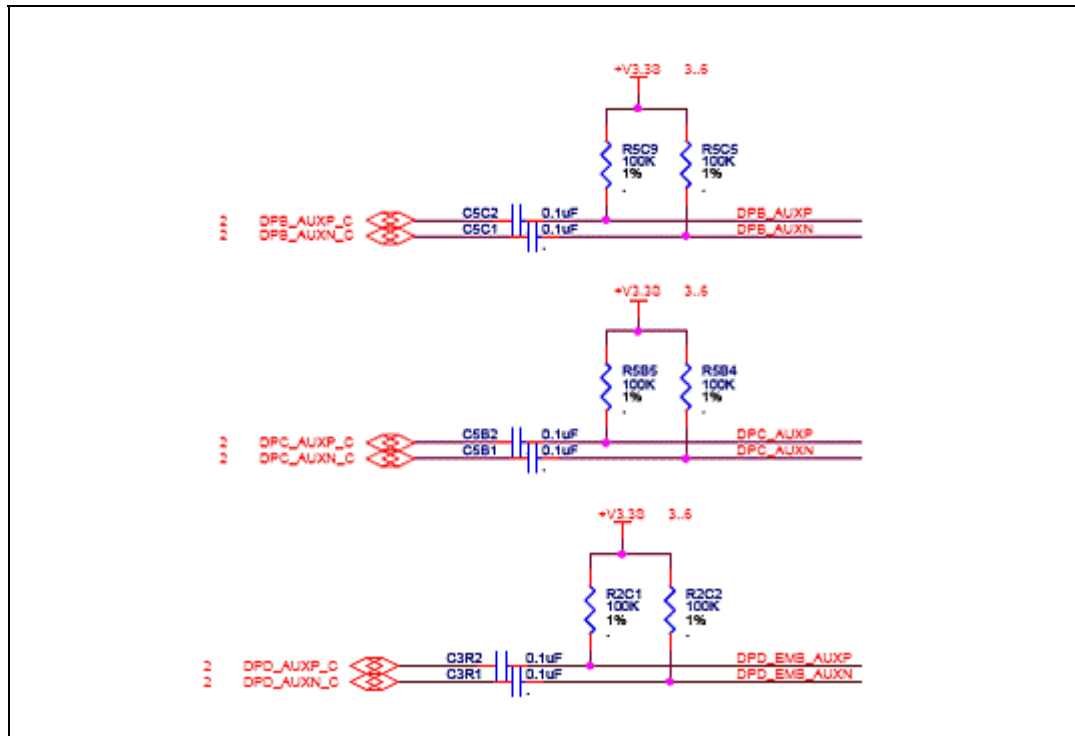 +V3.3B 3..6
R5C9 R5C5
100K 100K
1% 1%
C5C2 0.1uF
2 DPB_AUXP_C DPB_AUXP
2 DPB_AUXN_C DPB_AUXN
C5C1 0.1uF
+V3.3B 3..6
R5B5 R5B4
100K 100K
1% 1%
C5B2 0.1uF
2 DPC_AUXP_C DPC_AUXP
2 DPC_AUXN_C DPC_AUXN
C5B1 0.1uF
+V3.3B 3..6
R2C1 R2C2
100K 100K
1% 1%
C3R2 0.1uF
2 DPD_AUXP_C DPD_EMB_AUXP
2 DPD_AUXN_C DPD_EMB_AUXN
C3R1 0.1uF